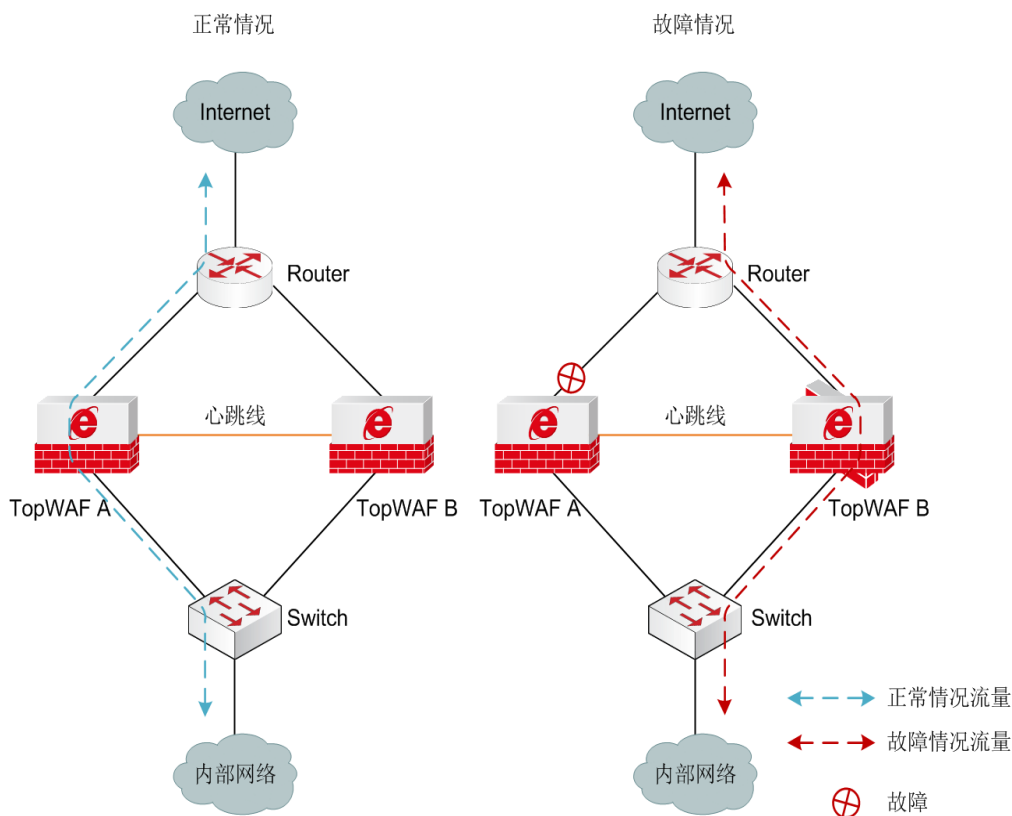 正常情况
Internet
Router
心跳线
TopWAF A
TopWAF B
Switch
内部网络
故障情况
Internet
Router
心跳线
TopWAF A
TopWAF B
Switch
内部网络
正常情况流量
故障情况流量
故障